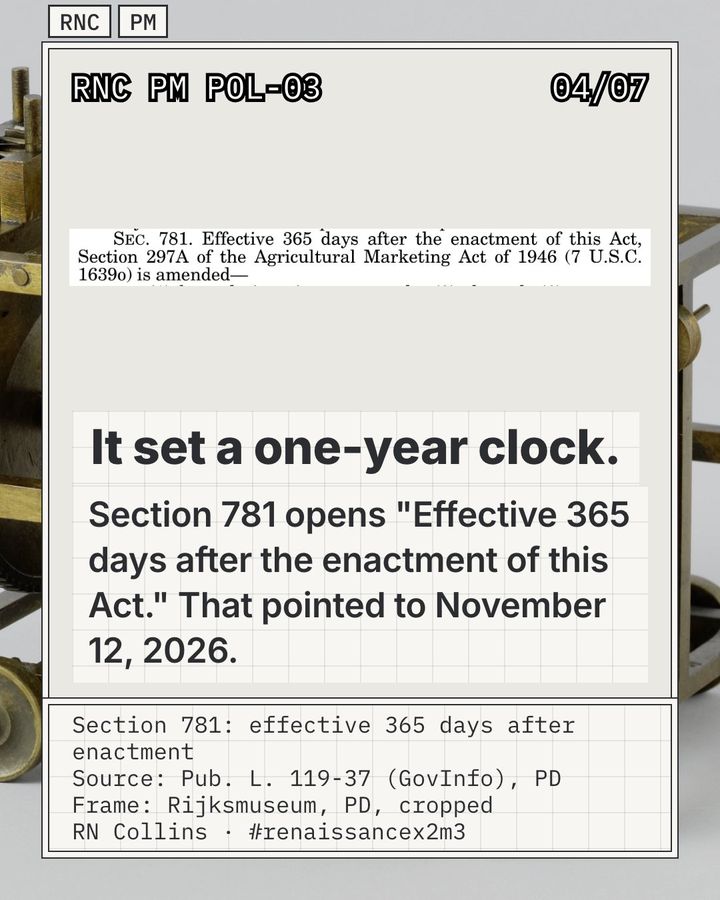 RNC PM
RNC PM POL-03 04/07
SEC. 781. Effective 365 days after the enactment of this Act,
Section 297A of the Agricultural Marketing Act of 1946 (7 U.S.C.
1639o) is amended—
It set a one-year clock.
Section 781 opens "Effective 365
days after the enactment of this
Act." That pointed to November
12, 2026.
Section 781: effective 365 days after
enactment
Source: Pub. L. 119-37 (GovInfo), PD
Frame: Rijksmuseum, PD, cropped
RN Collins · #renaissancex2m3